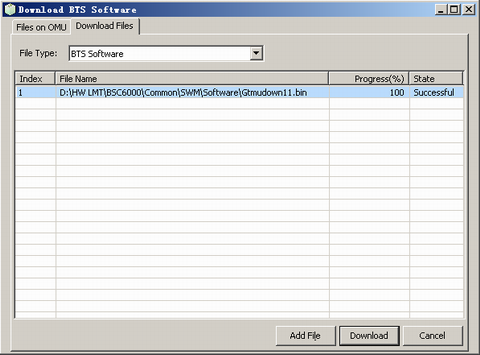 Download BTS Software
Files on OMU Download Files
File Type: BTS Software
Index File Name Progress(%) State
1 D:\HW LMT\BSC6000\Common\SWM\Software\Gtmudown11.bin 100 Successful
Add File Download Cancel